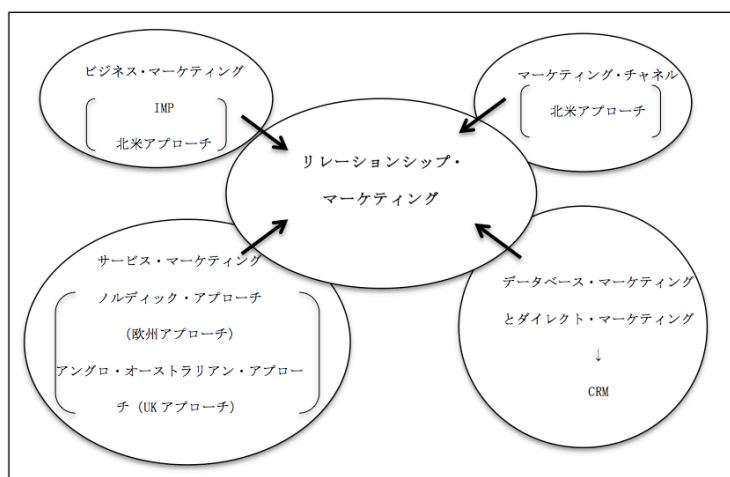 ビジネス・マーケティング
IMP
北米アプローチ
マーケティング・チャネル
北米アプローチ
リレーションシップ・
マーケティング
サービス・マーケティング
ノルディック・アプローチ
(欧州アプローチ)
アングロ・オーストラリアン・アプロー
チ (UK アプローチ)
データベース・マーケティング
とダイレクト・マーケティング
↓
CRM